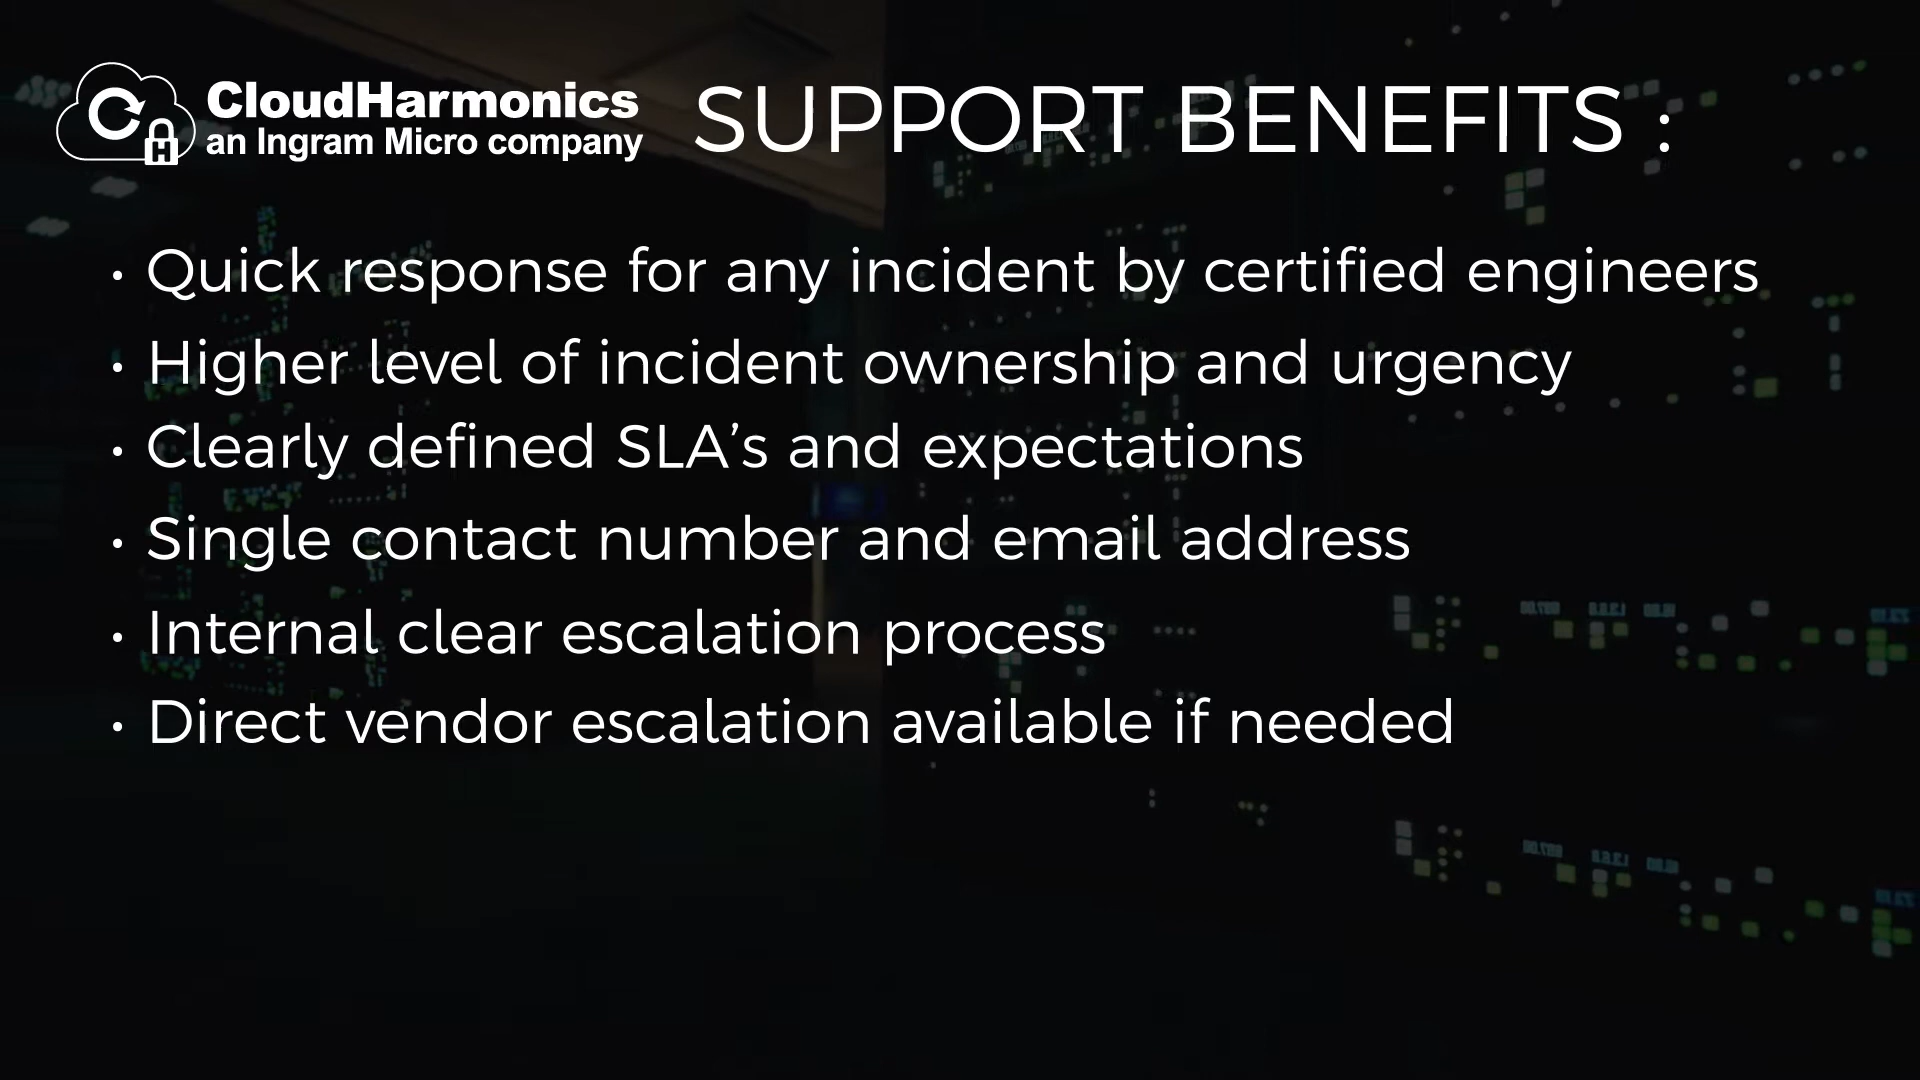 CloudHarmonics
an Ingram Micro company
SUPPORT BENEFITS :
• Quick response for any incident by certified engineers
• Higher level of incident ownership and urgency
• Clearly defined SLA’s and expectations
• Single contact number and email address
• Internal clear escalation process
• Direct vendor escalation available if needed